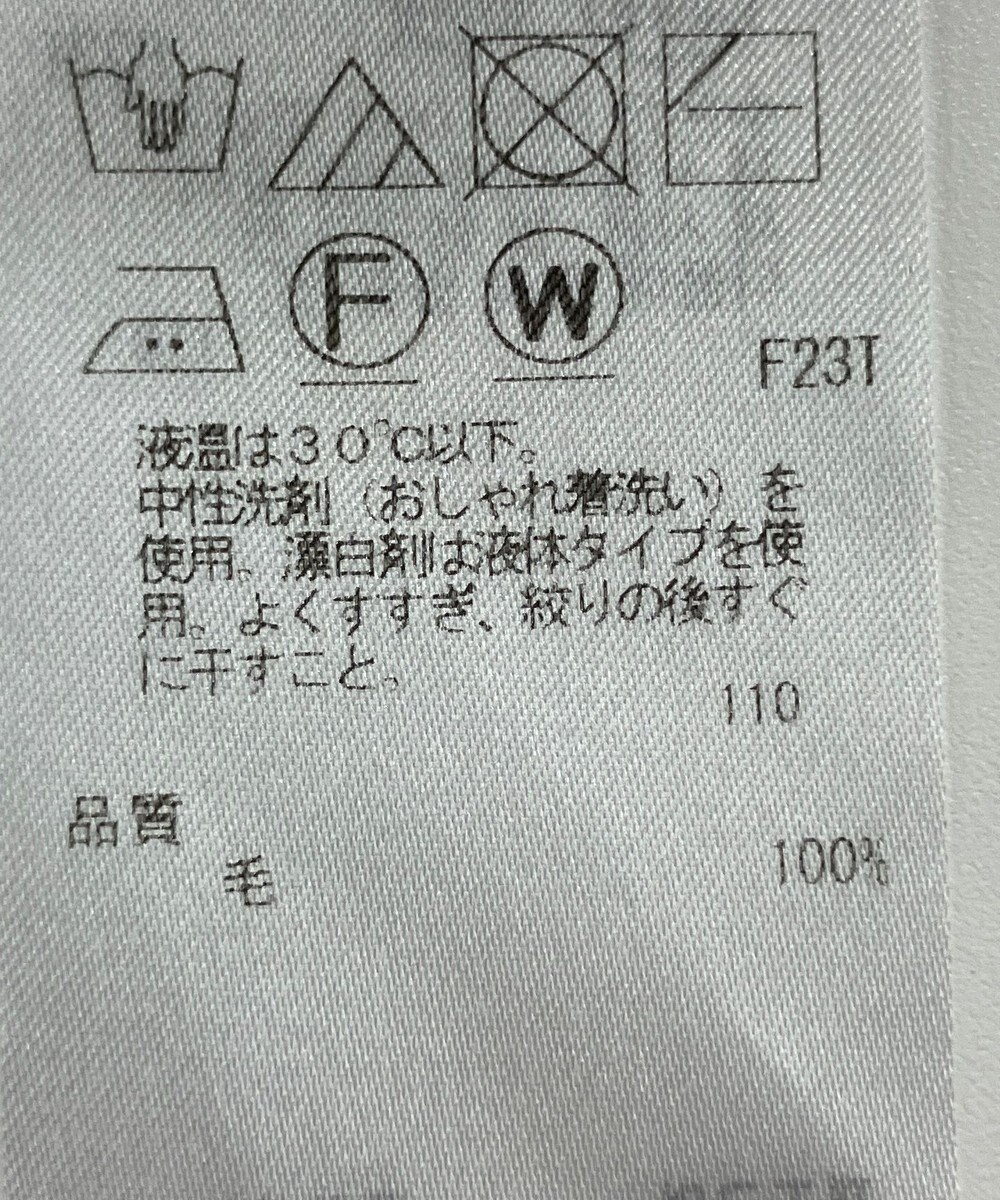 F
W
F23T
液温は30℃以下。
中性洗剤（おしゃれ着洗い）を
使用。漂白剤は液体タイプを使
用。よくすすぎ、絞りの後すぐ
に干すこと。
110
品質
毛 100%